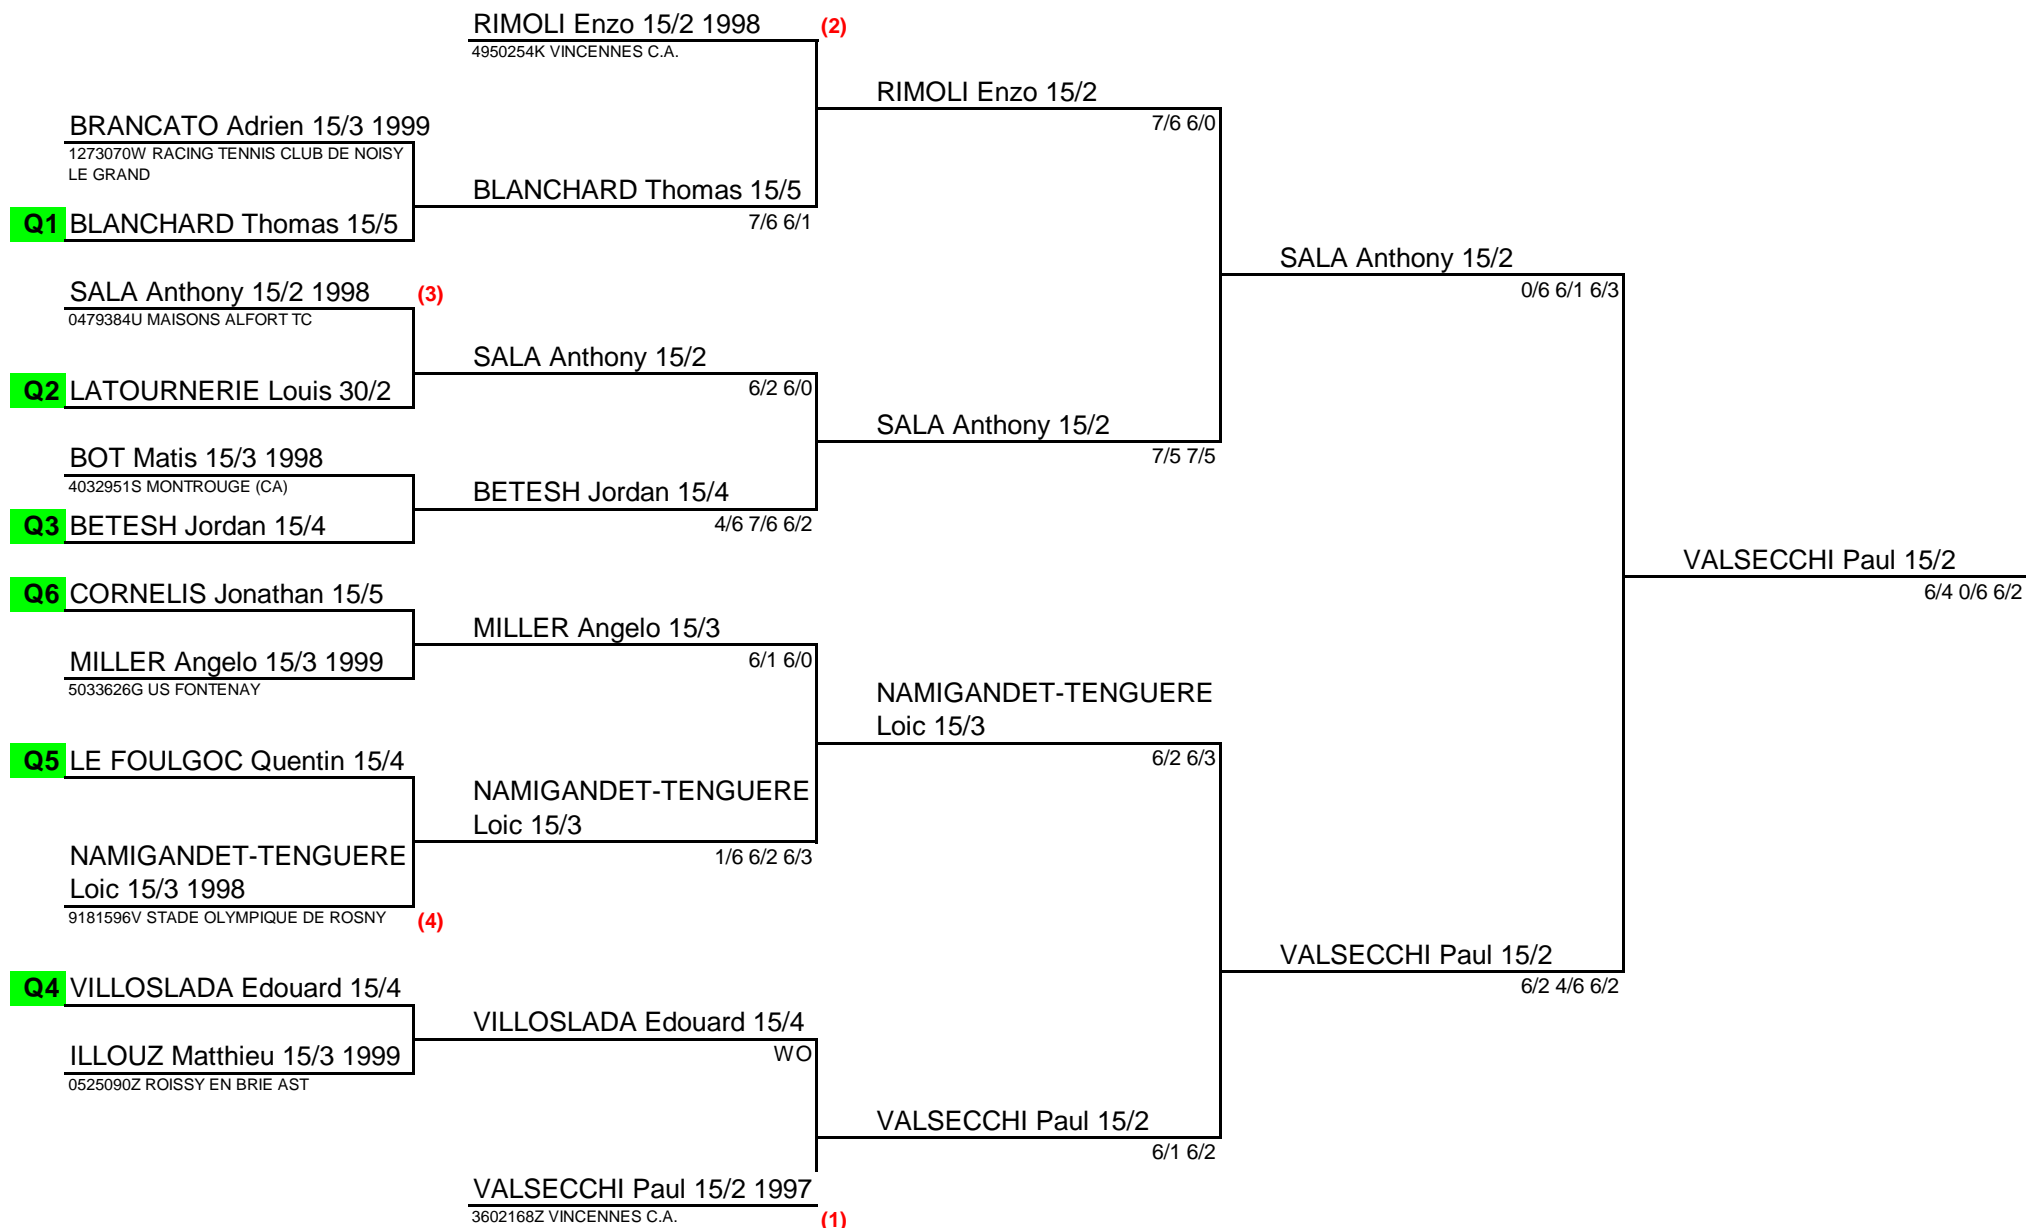 RIMOLI Enzo 15/2 1998 (2)
4950254K VINCENNES C.A.
RIMOLI Enzo 15/2
7/6 6/0
BRANCATO Adrien 15/3 1999
1273070W RACING TENNIS CLUB DE NOISY
LE GRAND
BLANCHARD Thomas 15/5
7/6 6/1
Q1 BLANCHARD Thomas 15/5
SALA Anthony 15/2
0/6 6/1 6/3
SALA Anthony 15/2 1998 (3)
0479384U MAISONS ALFORT TC
SALA Anthony 15/2
6/2 6/0
Q2 LATOURNERIE Louis 30/2
SALA Anthony 15/2
7/5 7/5
BOT Matis 15/3 1998
4032951S MONTROUGE (CA)
BETESH Jordan 15/4
4/6 7/6 6/2
Q3 BETESH Jordan 15/4
VALSECCHI Paul 15/2
6/4 0/6 6/2
Q6 CORNELIS Jonathan 15/5
MILLER Angelo 15/3
6/1 6/0
MILLER Angelo 15/3 1999
5033626G US FONTENAY
NAMIGANDET-TENGUERE
Loic 15/3
6/2 6/3
Q5 LE FOULGOC Quentin 15/4
NAMIGANDET-TENGUERE
Loic 15/3
1/6 6/2 6/3
NAMIGANDET-TENGUERE
Loic 15/3 1998
9181596V STADE OLYMPIQUE DE ROSNY (4)
VALSECCHI Paul 15/2
6/2 4/6 6/2
Q4 VILLOSLADA Edouard 15/4
VILLOSLADA Edouard 15/4
WO
ILLOUZ Matthieu 15/3 1999
0525090Z ROISSY EN BRIE AST
VALSECCHI Paul 15/2
6/1 6/2
VALSECCHI Paul 15/2 1997
3602168Z VINCENNES C.A. (1)